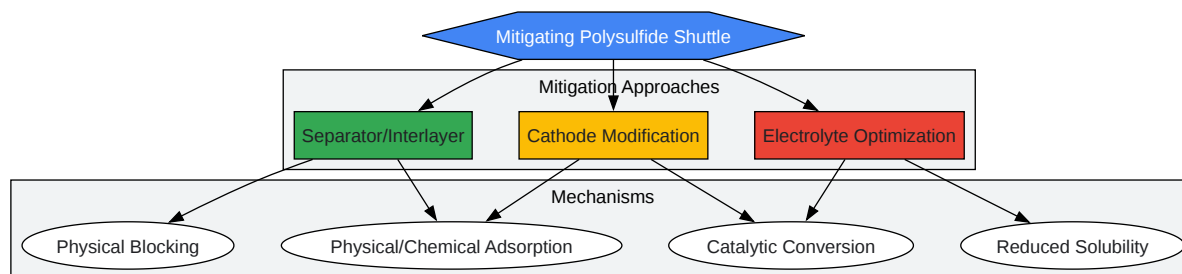 Mitigating Polysulfide Shuttle
Mitigation Approaches
Separator/Interlayer
Cathode Modification
Electrolyte Optimization
Mechanisms
Physical Blocking
Physical/Chemical Adsorption
Catalytic Conversion
Reduced Solubility